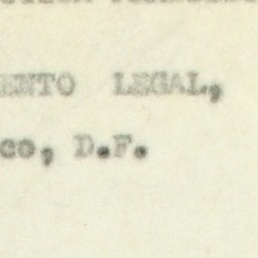 ENTO LEGAL,
co, D.F.